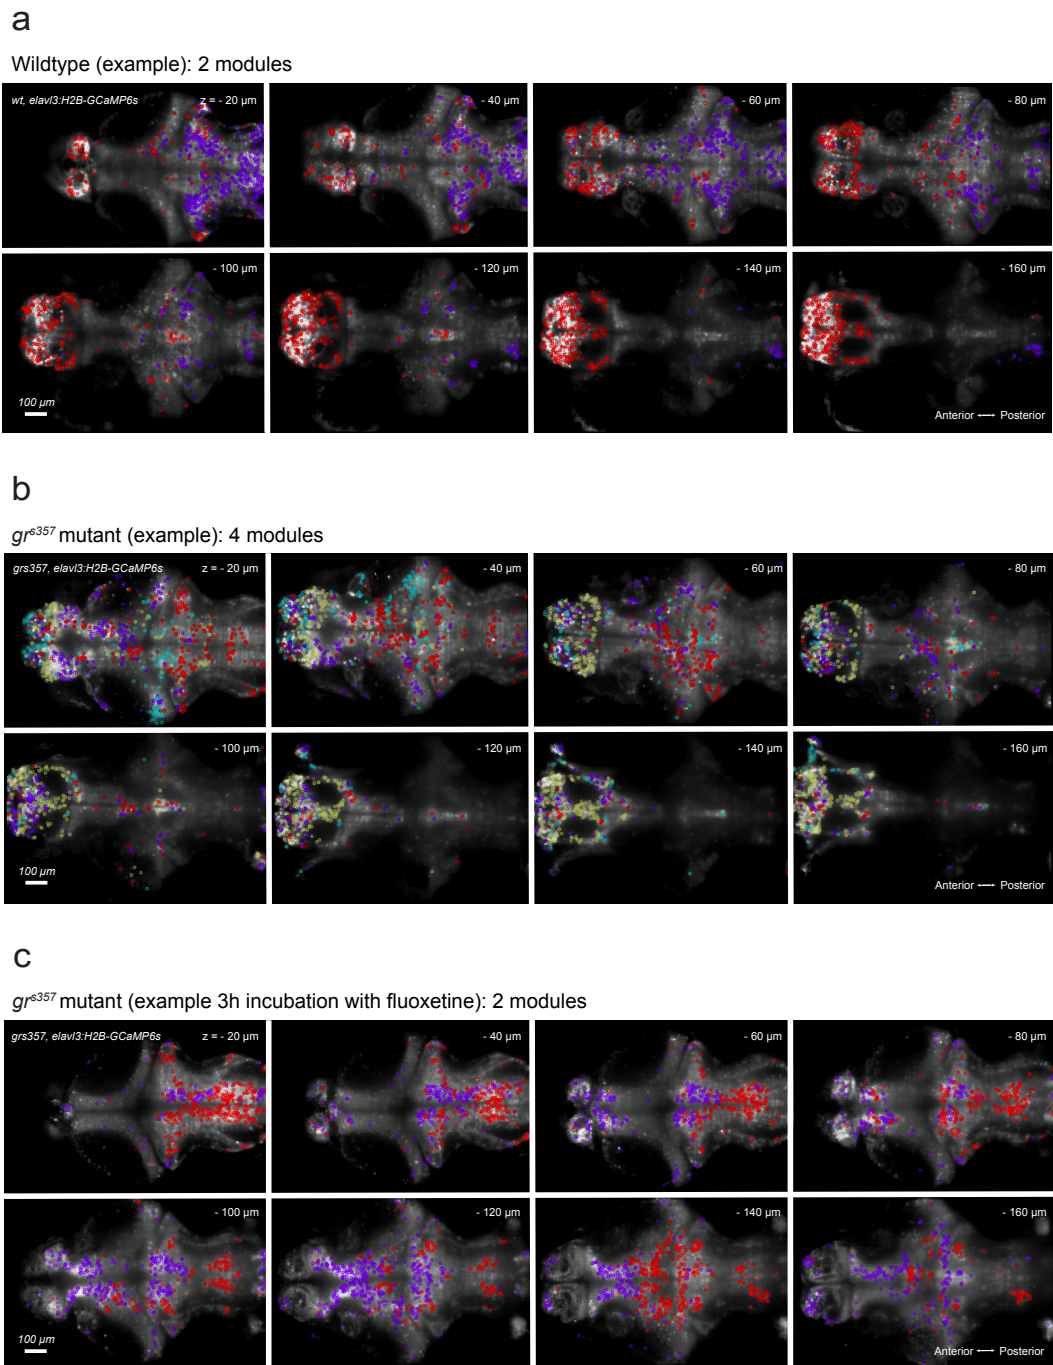 a
Wildtype (example): 2 modules
wt, elavl3:H2B-GCaMP6s z = - 20 µm
- 40 µm
- 60 µm
- 80 µm
- 100 µm
- 120 µm
- 140 µm
- 160 µm
100 µm
Anterior ⟷ Posterior
b
grs357 mutant (example): 4 modules
grs357, elavl3:H2B-GCaMP6s z = - 20 µm
- 40 µm
- 60 µm
- 80 µm
- 100 µm
- 120 µm
- 140 µm
- 160 µm
100 µm
Anterior ⟷ Posterior
c
grs357 mutant (example 3h incubation with fluoxetine): 2 modules
grs357, elavl3:H2B-GCaMP6s z = - 20 µm
- 40 µm
- 60 µm
- 80 µm
- 100 µm
- 120 µm
- 140 µm
- 160 µm
100 µm
Anterior ⟷ Posterior